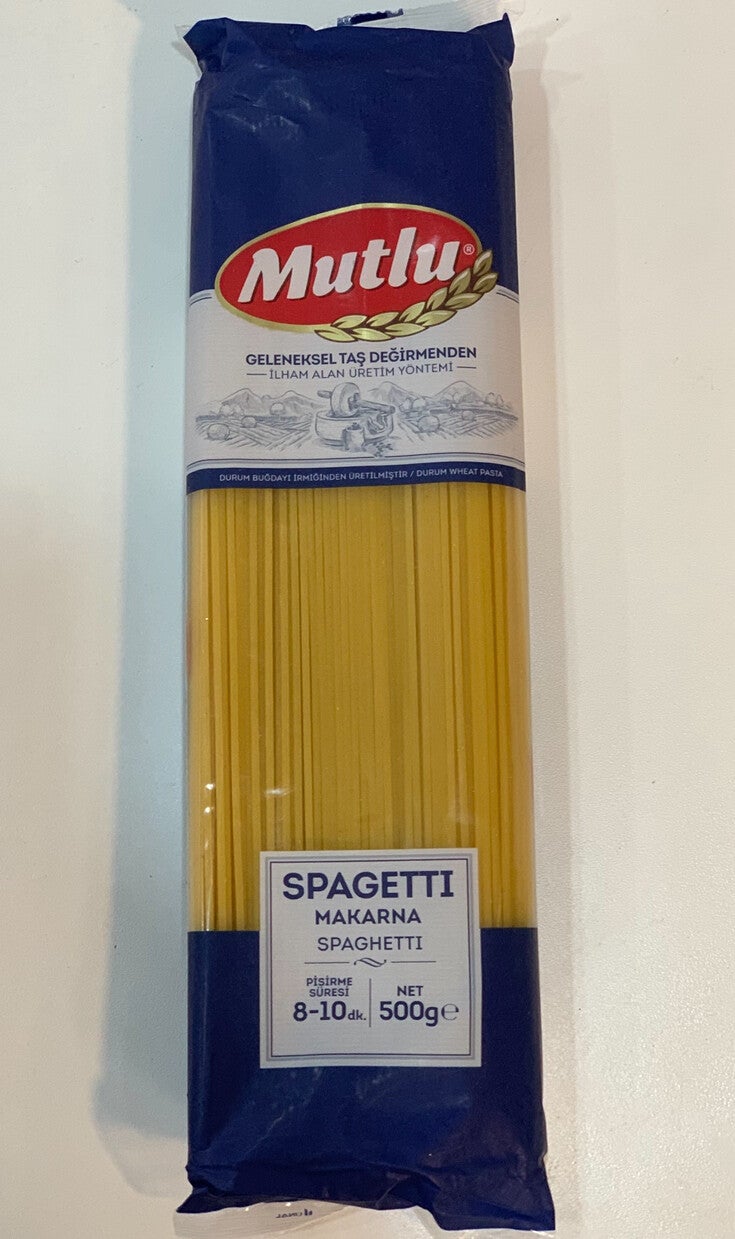 Mutlu®
GELENEKSEL TAŞ DEĞİRMENDEN
İLHAM ALAN ÜRETİM YÖNTEMİ
DURUM BUĞDAYI İRMİĞİNDEN ÜRETİLMİŞTİR / DURUM WHEAT PASTA
SPAGETTI
MAKARNA
SPAGHETTI
PİŞİRME
SÜRESİ
8-10dk.
NET
500g℮